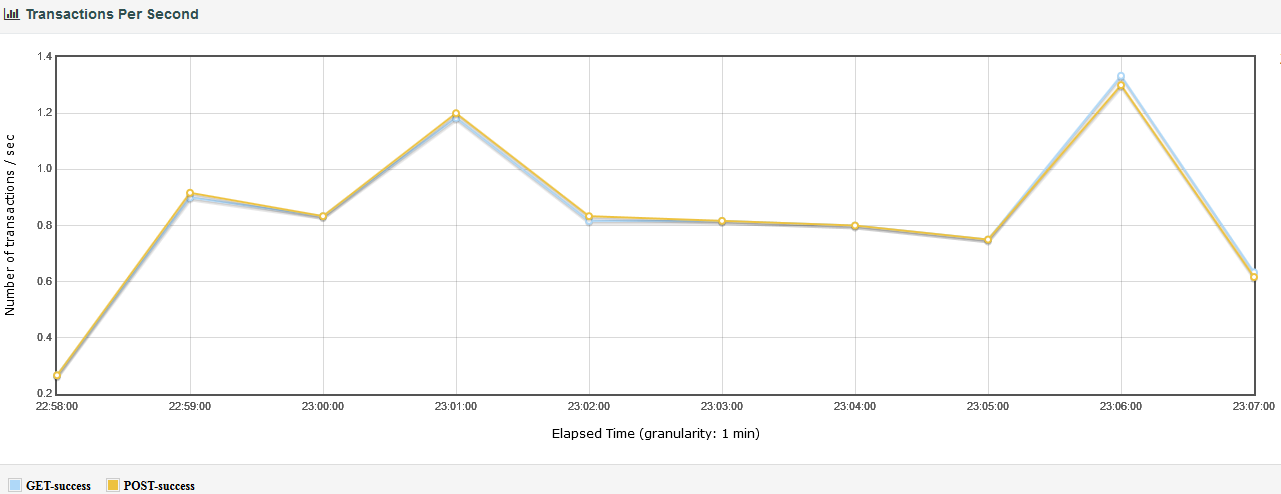 Transactions Per Second
1.4
1.2
1.0
0.8
0.6
0.4
0.2
Number of transactions / sec
22:58:00 22:59:00 23:00:00 23:01:00 23:02:00 23:03:00 23:04:00 23:05:00 23:06:00 23:07:00
Elapsed Time (granularity: 1 min)
GET-success POST-success